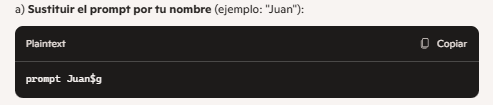 a) Sustituir el prompt por tu nombre (ejemplo: "Juan"):
Plaintext Copiar
prompt Juan$g